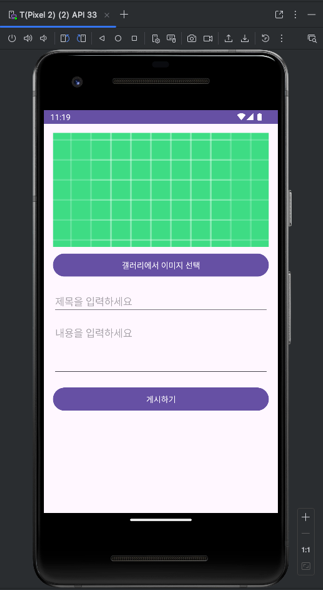 T(Pixel 2) (2) API 33
11:19
갤러리에서 이미지 선택
제목을 입력하세요
내용을 입력하세요
게시하기
1:1